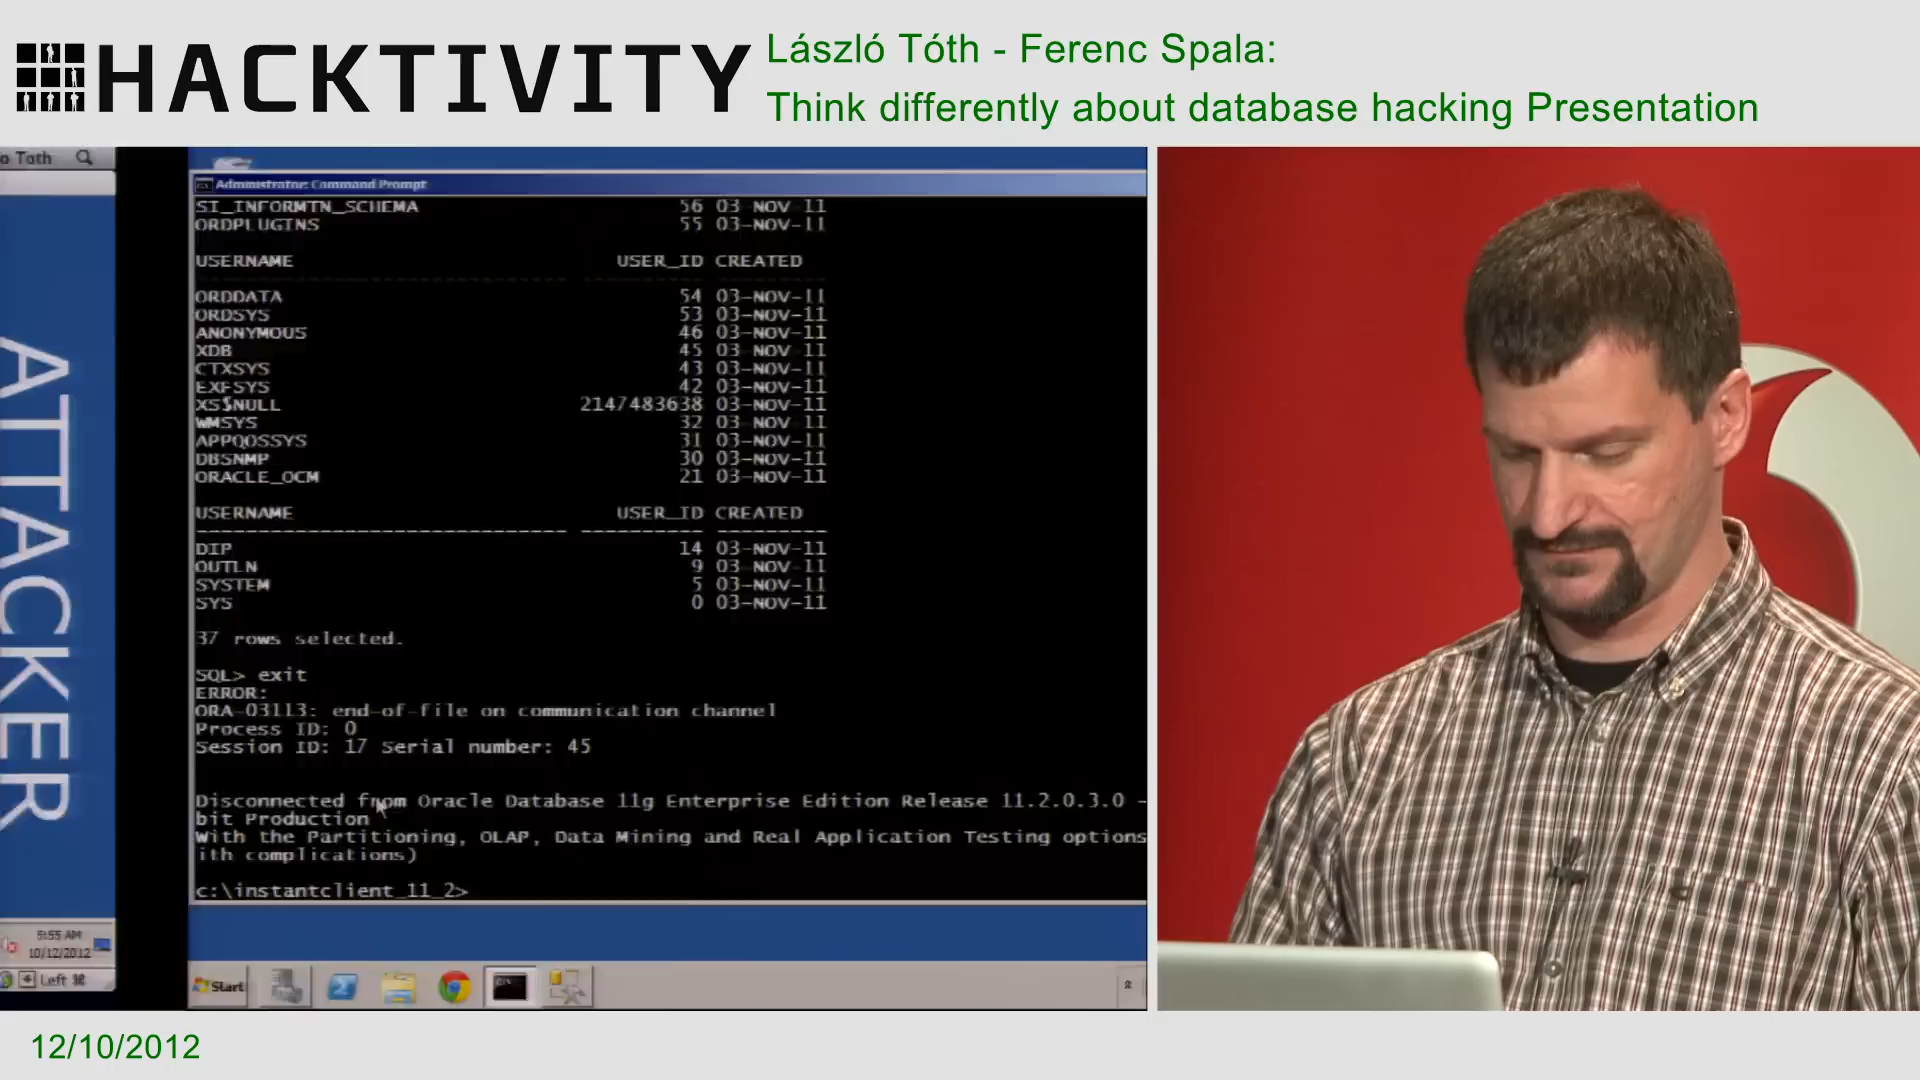 HACKTIVITY
László Tóth - Ferenc Spala:
Think differently about database hacking Presentation
o Toth
ATTACKER
5:55 AM
10/12/2012
Left ⌘
Administrator: Command Prompt
SI_INFORMTN_SCHEMA 56 03-NOV-11
ORDPLUGINS 55 03-NOV-11
USERNAME USER_ID CREATED
ORDDATA 54 03-NOV-11
ORDSYS 53 03-NOV-11
ANONYMOUS 46 03-NOV-11
XDB 45 03-NOV-11
CTXSYS 43 03-NOV-11
EXFSYS 42 03-NOV-11
XS$NULL 2147483638 03-NOV-11
WMSYS 32 03-NOV-11
APPQOSSYS 31 03-NOV-11
DBSNMP 30 03-NOV-11
ORACLE_OCM 21 03-NOV-11
USERNAME USER_ID CREATED
------------------------------ ---------- ---------
DIP 14 03-NOV-11
OUTLN 9 03-NOV-11
SYSTEM 5 03-NOV-11
SYS 0 03-NOV-11
37 rows selected.
SQL> exit
ERROR:
ORA-03113: end-of-file on communication channel
Process ID: 0
Session ID: 17 Serial number: 45
Disconnected from Oracle Database 11g Enterprise Edition Release 11.2.0.3.0 -
bit Production
With the Partitioning, OLAP, Data Mining and Real Application Testing options
ith complications)
c:\instantclient_11_2>
Start
12/10/2012